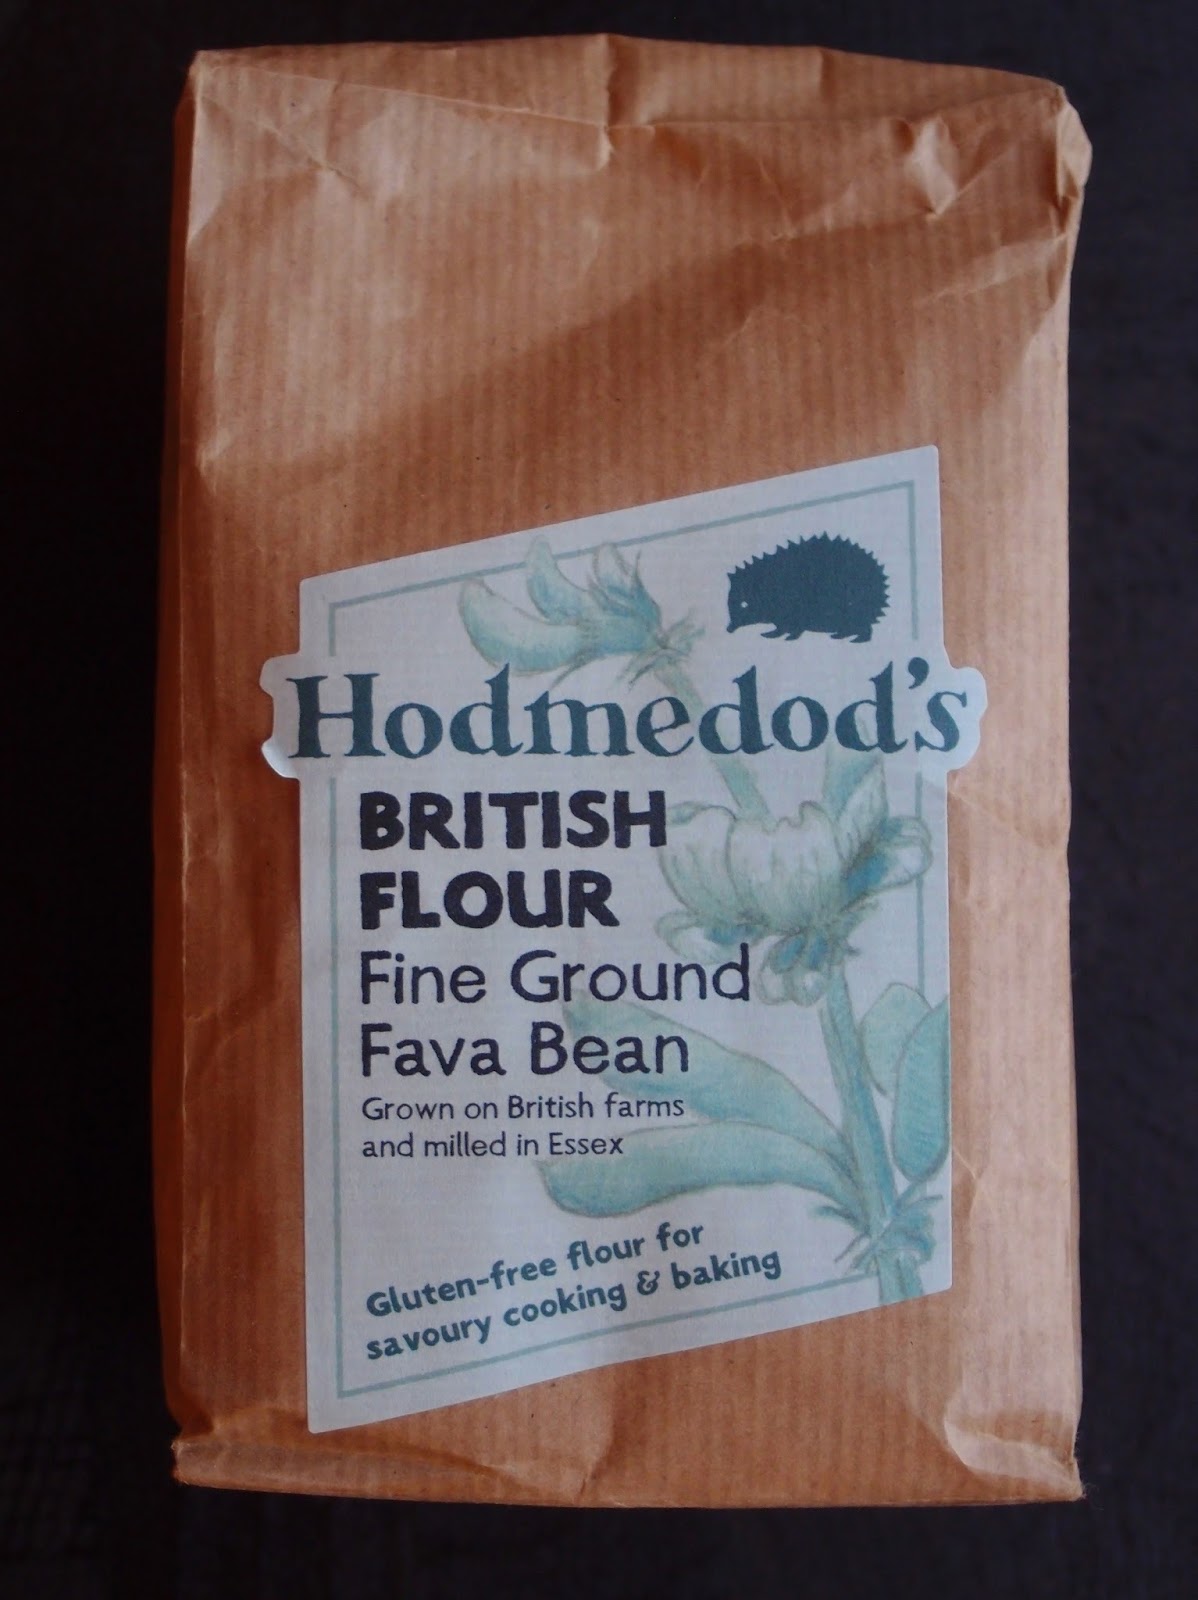 Hodmedod's
BRITISH
FLOUR
Fine Ground
Fava Bean
Grown on British farms
and milled in Essex
Gluten-free flour for
savoury cooking & baking